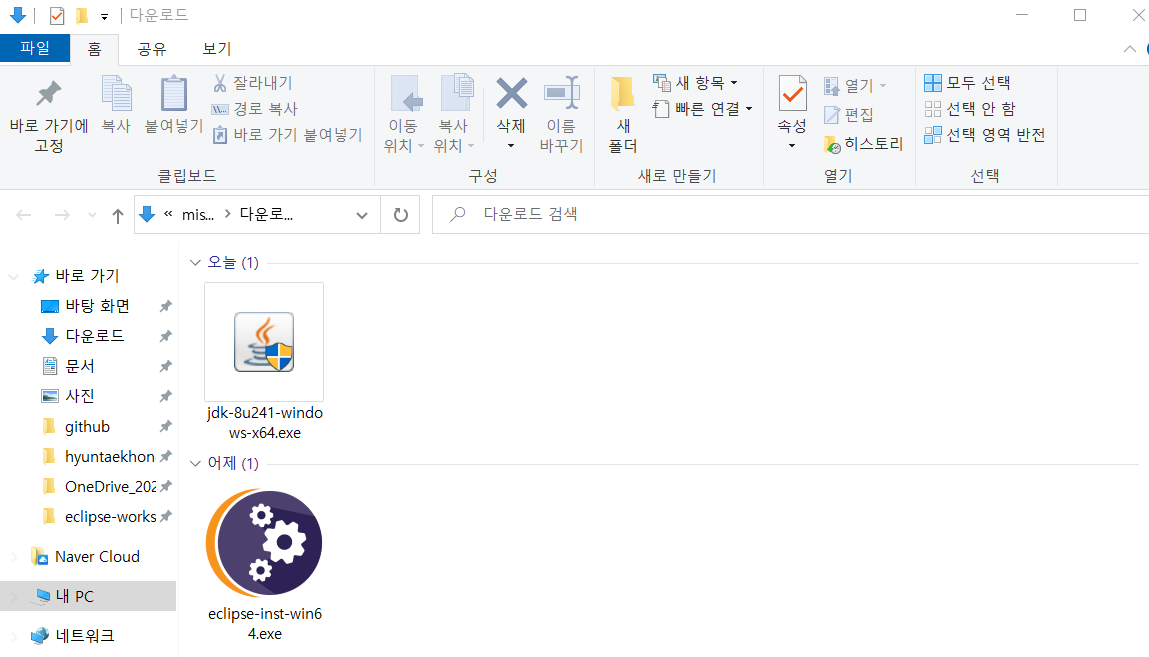 다운로드
파일 홈 공유 보기
바로 가기에
고정
복사
붙여넣기
잘라내기
경로 복사
바로 가기 붙여넣기
클립보드
이동
위치
복사
위치
삭제
이름
바꾸기
구성
새
폴더
새 항목
빠른 연결
새로 만들기
속성
열기
편집
히스토리
열기
모두 선택
선택 안 함
선택 영역 반전
선택
« mis... > 다운로...
다운로드 검색
바로 가기
바탕 화면
다운로드
문서
사진
github
hyuntaekhon
OneDrive_202
eclipse-works
Naver Cloud
내 PC
네트워크
오늘 (1)
jdk-8u241-windo
ws-x64.exe
어제 (1)
eclipse-inst-win6
4.exe